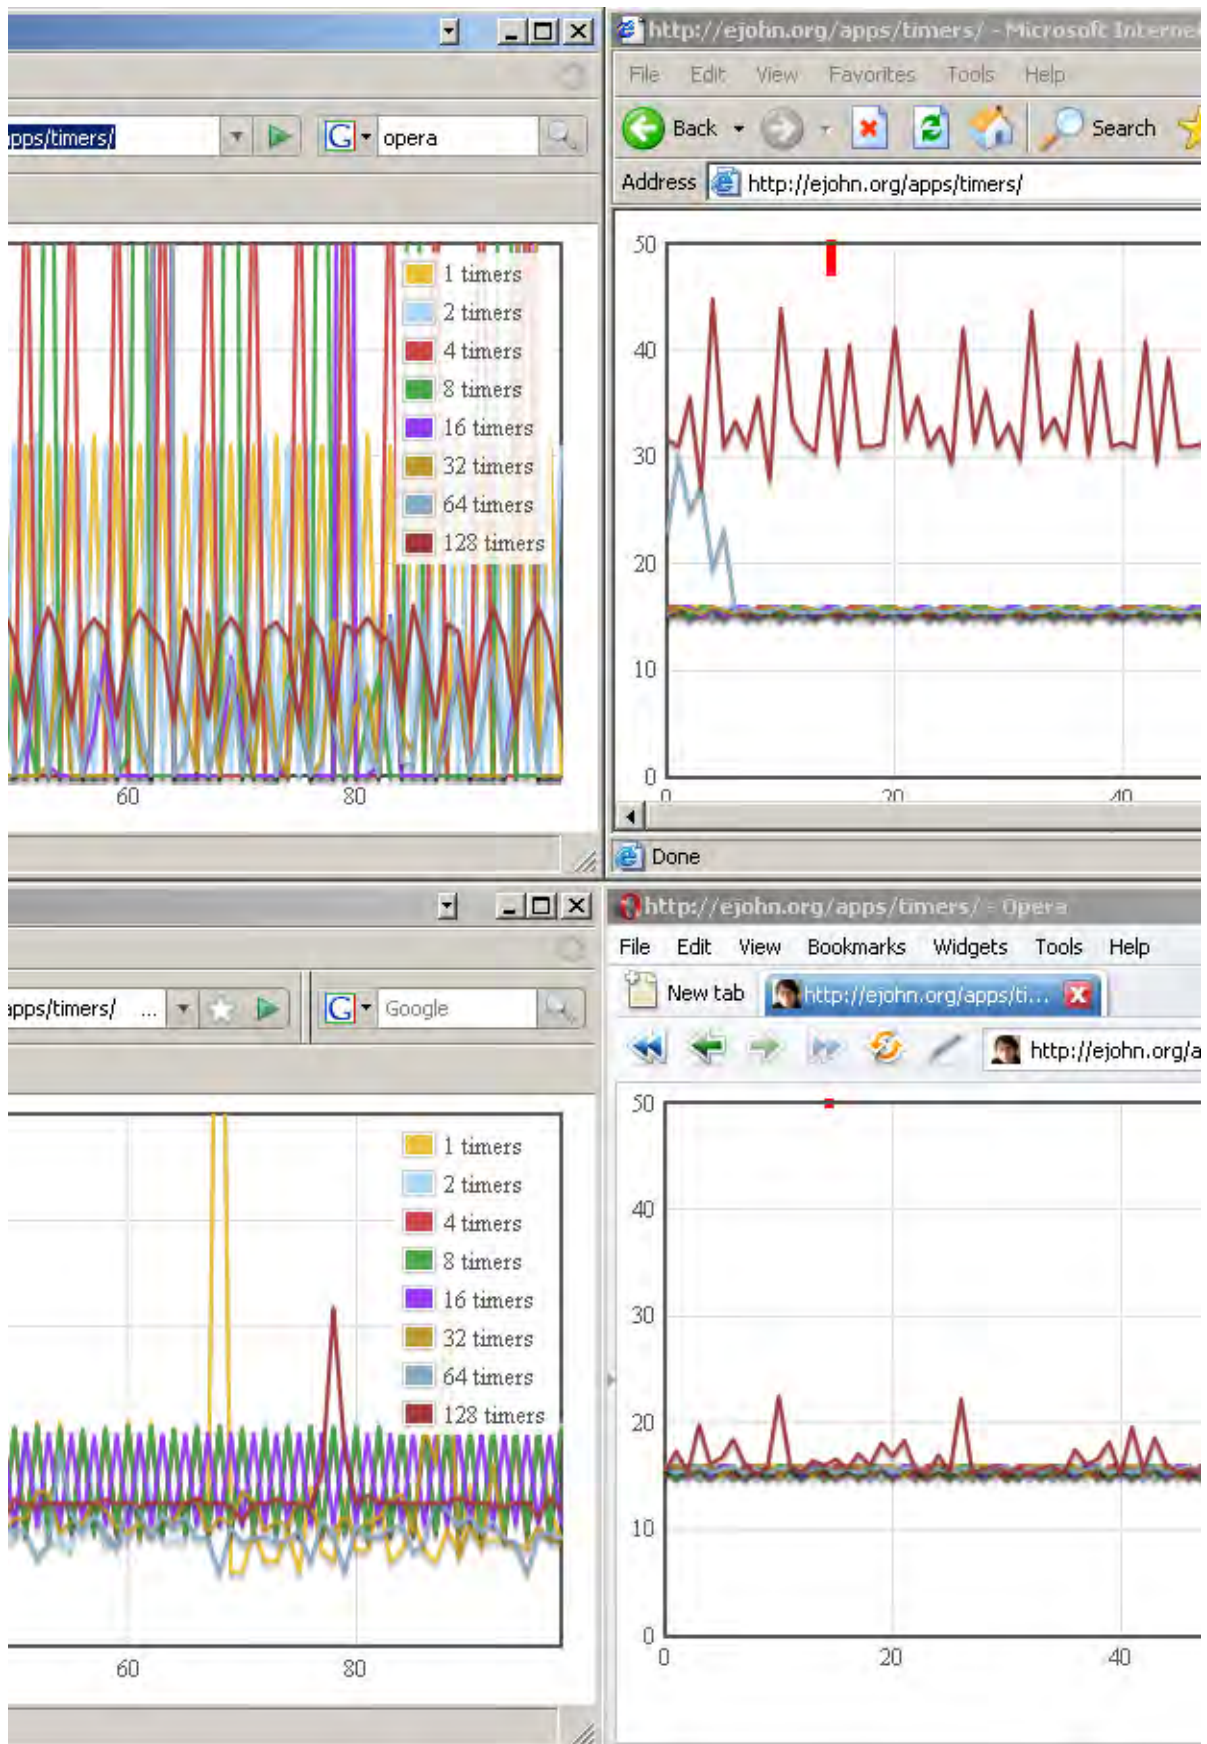 apps/timers/
opera
1 timers
2 timers
4 timers
8 timers
16 timers
32 timers
64 timers
128 timers
60
80
http://ejohn.org/apps/timers/ - Microsoft Interne
File Edit View Favorites Tools Help
Back
Search
Address http://ejohn.org/apps/timers/
50
40
30
20
10
0
0
20
40
Done
apps/timers/ ...
Google
1 timers
2 timers
4 timers
8 timers
16 timers
32 timers
64 timers
128 timers
60
80
http://ejohn.org/apps/timers/ - Opera
File Edit View Bookmarks Widgets Tools Help
New tab http://ejohn.org/apps/ti...
http://ejohn.org/a
50
40
30
20
10
0
0
20
40